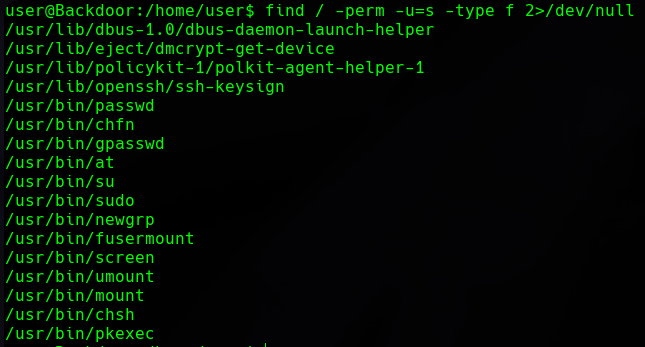 user@Backdoor:/home/user$ find / -perm -u=s -type f 2>/dev/null
/usr/lib/dbus-1.0/dbus-daemon-launch-helper
/usr/lib/eject/dmcrypt-get-device
/usr/lib/policykit-1/polkit-agent-helper-1
/usr/lib/openssh/ssh-keysign
/usr/bin/passwd
/usr/bin/chfn
/usr/bin/gpasswd
/usr/bin/at
/usr/bin/su
/usr/bin/sudo
/usr/bin/newgrp
/usr/bin/fusermount
/usr/bin/screen
/usr/bin/umount
/usr/bin/mount
/usr/bin/chsh
/usr/bin/pkexec